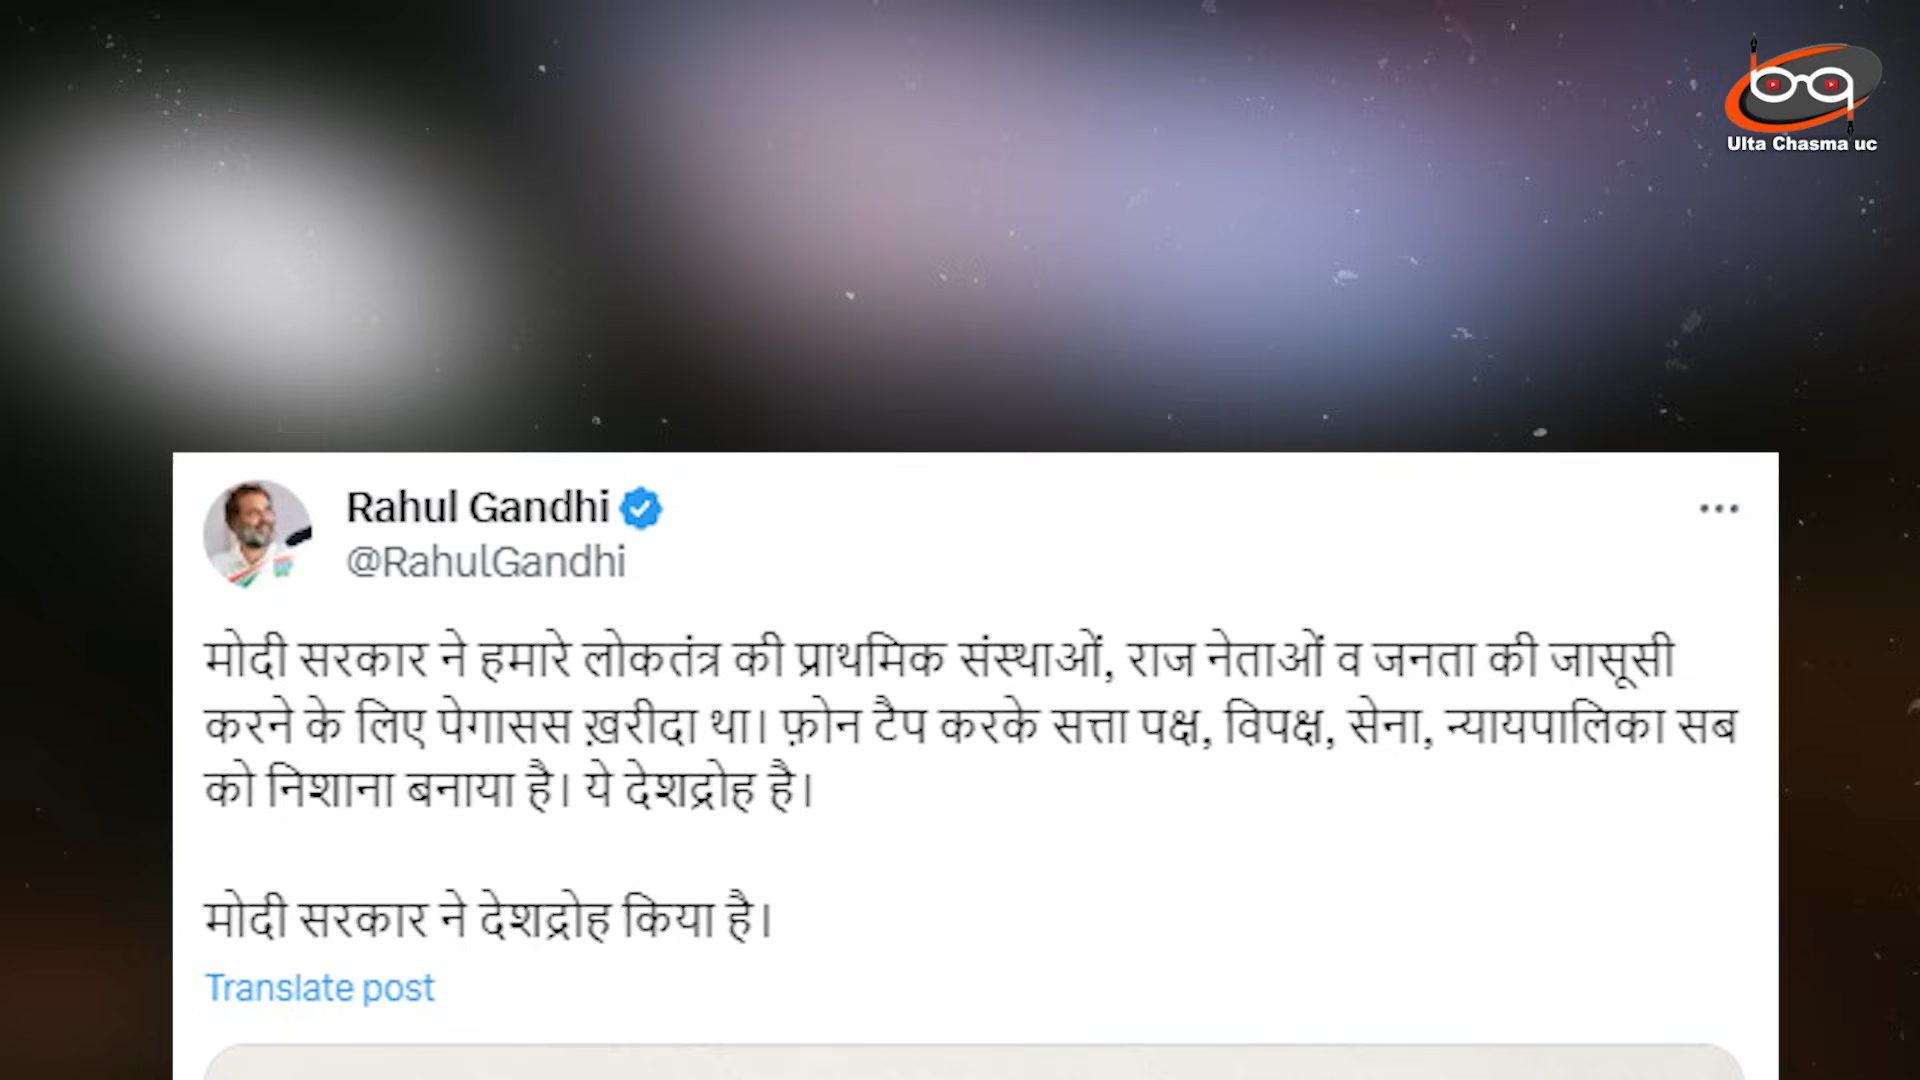 Ulta Chasma uc
Rahul Gandhi
@RahulGandhi
मोदी सरकार ने हमारे लोकतंत्र की प्राथमिक संस्थाओं, राज नेताओं व जनता की जासूसी
करने के लिए पेगासस ख़रीदा था। फ़ोन टैप करके सत्ता पक्ष, विपक्ष, सेना, न्यायपालिका सब
को निशाना बनाया है। ये देशद्रोह है।
मोदी सरकार ने देशद्रोह किया है।
Translate post